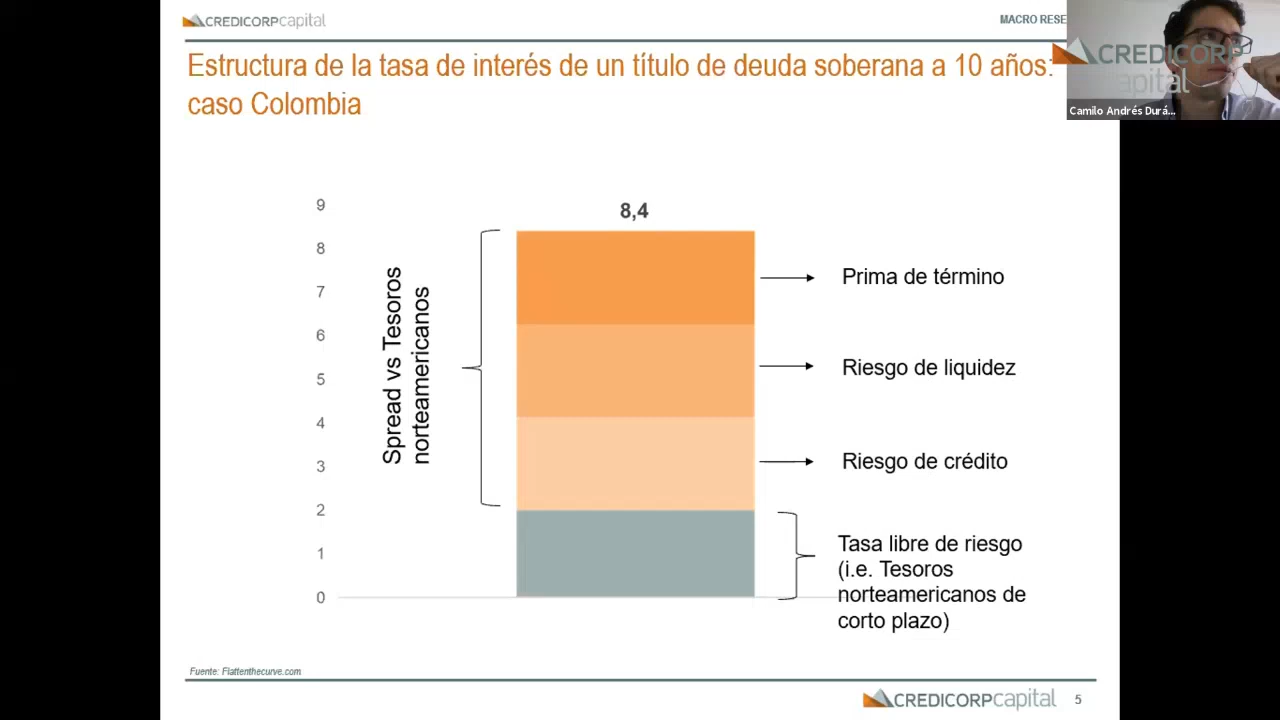 CREDICORPcapital
MACRO RESE
Estructura de la tasa de interés de un título de deuda soberana a 10 años:
caso Colombia
CREDICORP
capital
Camilo Andrés Durá...
9
8
7
6
5
4
3
2
1
0
8,4
Spread vs Tesoros
norteamericanos
Prima de término
Riesgo de liquidez
Riesgo de crédito
Tasa libre de riesgo
(i.e. Tesoros
norteamericanos de
corto plazo)
Fuente: Flattenthecurve.com
CREDICORPcapital
5